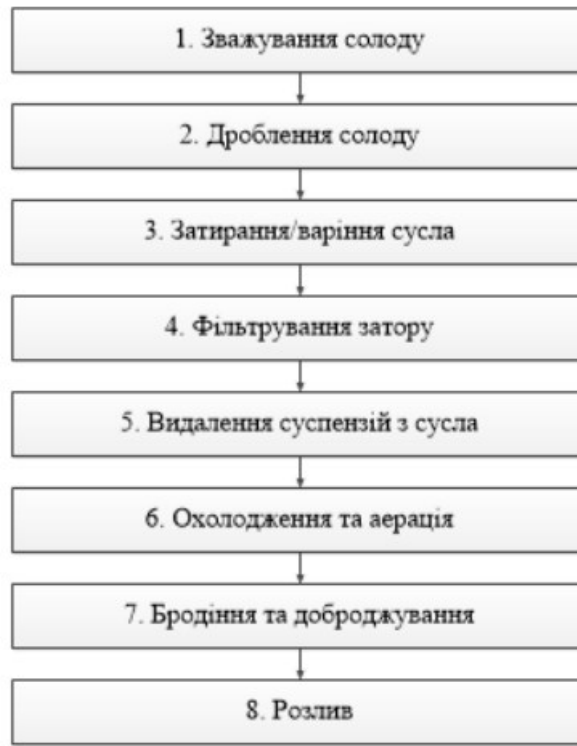 1. Зважування солоду
2. Дроблення солоду
3. Затирання/варіння сусла
4. Фільтрування затору
5. Видалення суспензій з сусла
6. Охолодження та аерація
7. Бродіння та доброджування
8. Розлив